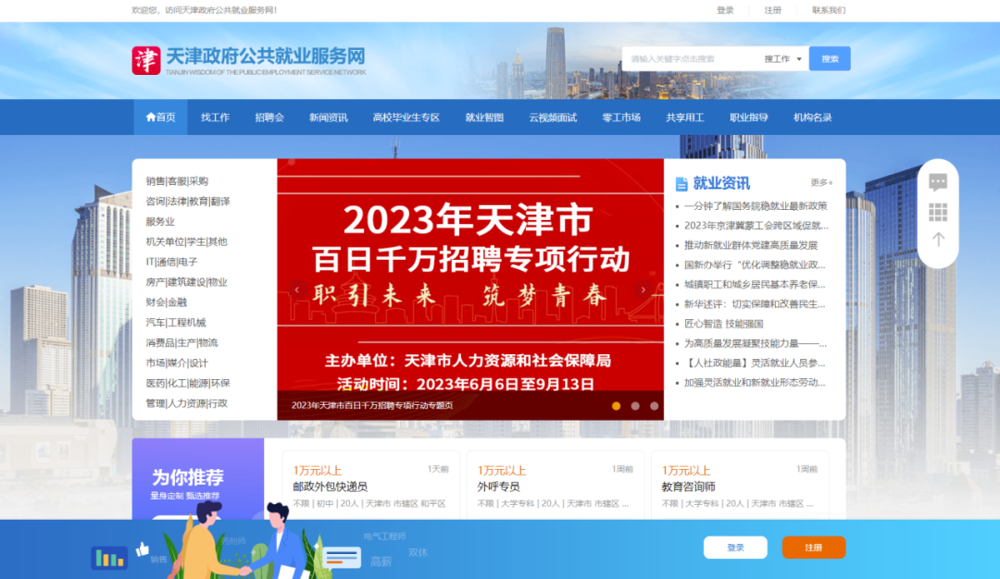 欢迎您，访问天津政府公共就业服务网！
登录
注册
联系我们
津
天津政府公共就业服务网
TIANJIN WISDOM OF THE PUBLIC EMPLOYMENT SERVICE NETWORK
请输入关键字点击搜索
搜工作
搜索
首页
找工作
招聘会
新闻资讯
高校毕业生专区
就业智图
云视频面试
零工市场
共享用工
职业指导
机构名录
销售|客服|采购
咨询|法律|教育|翻译
服务业
机关单位|学生|其他
IT|通信|电子
房产|建筑建设|物业
财会|金融
汽车|工程机械
消费品|生产|物流
市场|媒介|设计
医药|化工|能源|环保
管理|人力资源|行政
2023年天津市
百日千万招聘专项行动
职引未来 筑梦青春
主办单位：天津市人力资源和社会保障局
活动时间：2023年6月6日至9月13日
2023年天津市百日千万招聘专项行动专题页
就业资讯
更多+
一分钟了解国务院稳就业最新政策
2023年京津冀蒙工会跨区域促就...
推动新就业群体党建高质量发展
国新办举行“优化调整稳就业政...
城镇职工和城乡居民基本养老保...
新华述评：切实保障和改善民生...
匠心智造 技能强国
为高质量发展凝聚技能力量——...
【人社政能量】灵活就业人员参...
加强灵活就业和新就业形态劳动...
为你推荐
量身定制 甄选推荐
1万元以上
1天前
邮政外包快递员
不限 | 初中 | 20人 | 天津市 市辖区 和平区
1万元以上
1周前
外呼专员
不限 | 大学专科 | 20人 | 天津市 市辖区 ...
1万元以上
1周前
教育咨询师
不限 | 大学专科 | 20人 | 天津市 市辖区 ...
销售
电气工程师
高薪
双休
登录
注册